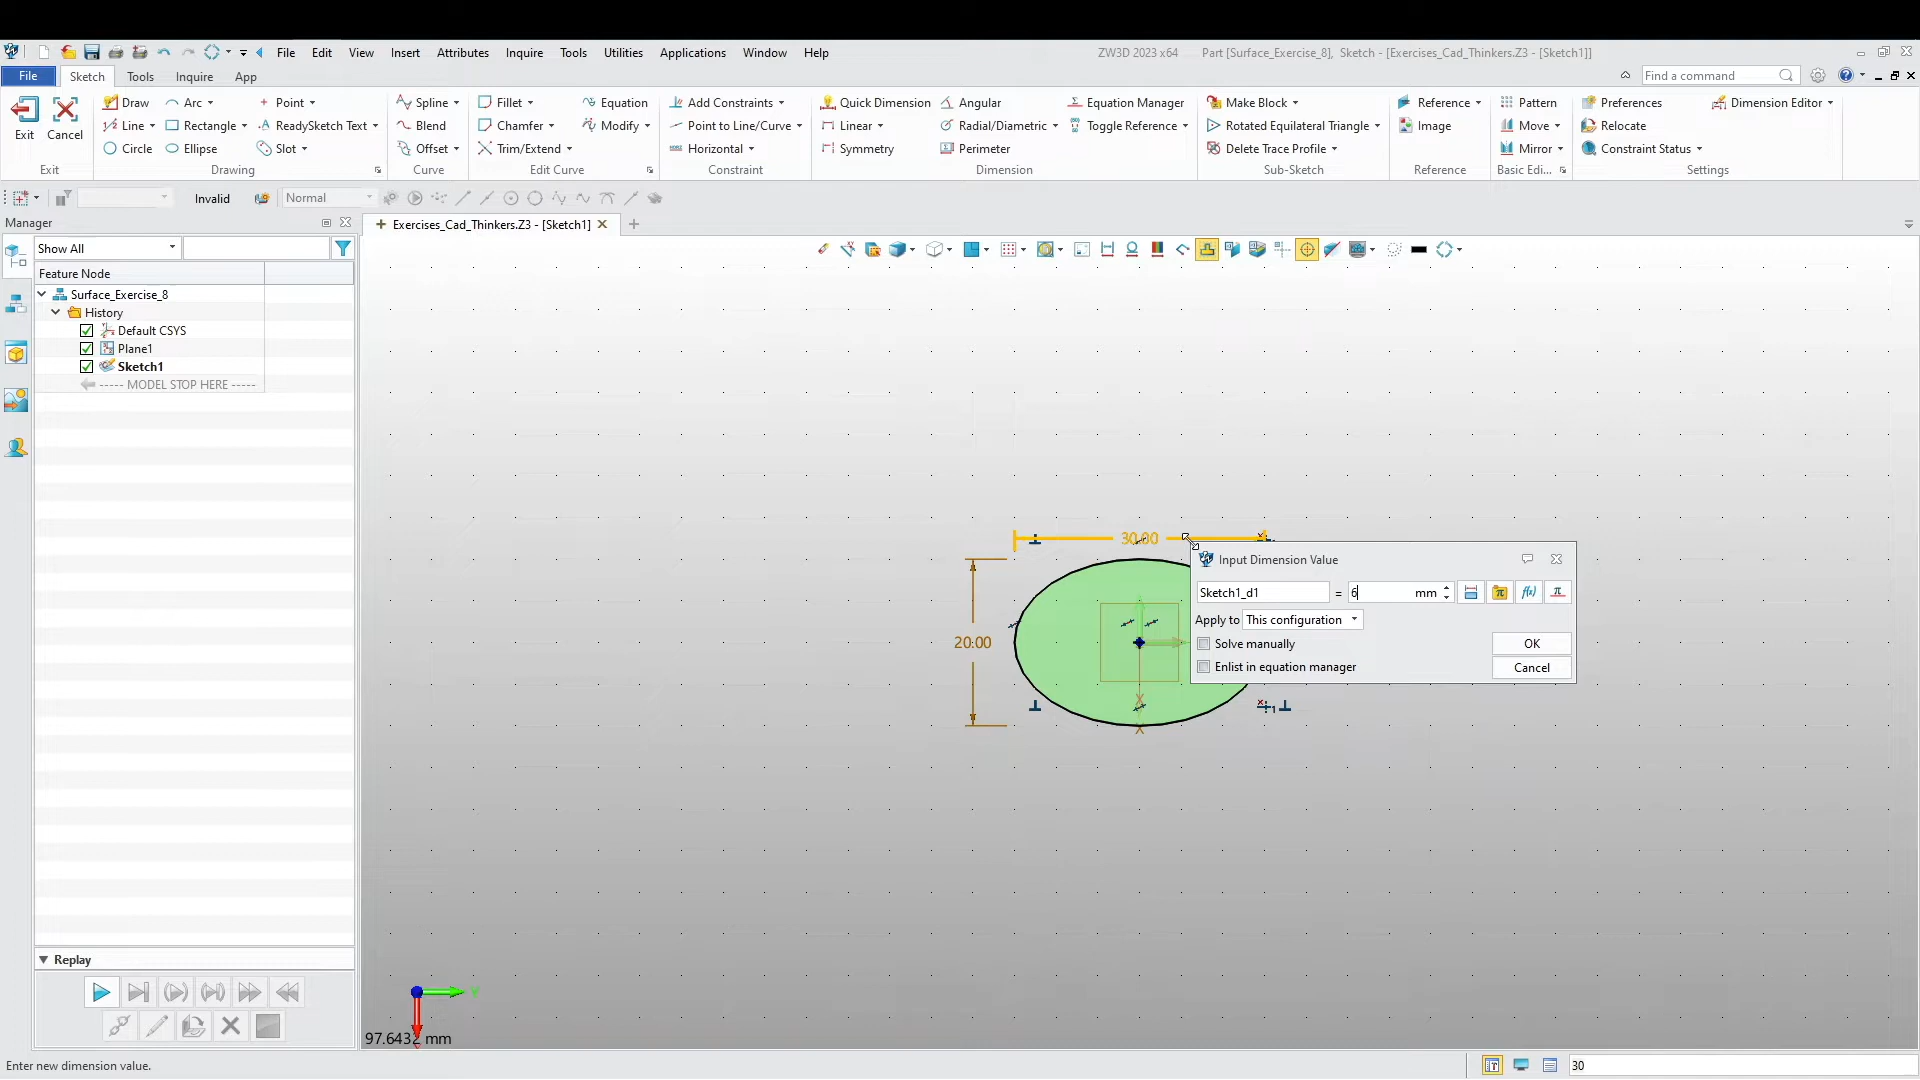 File Edit View Insert Attributes Inquire Tools Utilities Applications Window Help ZW3D 2023 x64 Part [Surface_Exercise_8], Sketch - [Exercises_Cad_Thinkers.Z3 - [Sketch1]]
File Sketch Tools Inquire App Find a command
Exit Cancel
Draw Arc Point Spline Fillet Equation Add Constraints Quick Dimension Angular Equation Manager Make Block Reference Pattern Preferences Dimension Editor
Line Rectangle ReadySketch Text Blend Chamfer Modify Point to Line/Curve Linear Radial/Diametric Toggle Reference Rotated Equilateral Triangle Image Move Relocate
Circle Ellipse Slot Offset Trim/Extend Horizontal Symmetry Perimeter Delete Trace Profile Mirror Constraint Status
Exit Drawing Curve Edit Curve Constraint Dimension Sub-Sketch Reference Basic Edi... Settings
Invalid Normal
Manager
Exercises_Cad_Thinkers.Z3 - [Sketch1]
Show All
Feature Node
Surface_Exercise_8
History
Default CSYS
Plane1
Sketch1
----- MODEL STOP HERE -----
30.00
20.00
Input Dimension Value
Sketch1_d1 = 6 mm
Apply to This configuration
Solve manually OK
Enlist in equation manager Cancel
Replay
Y
97.6432 mm
Enter new dimension value. 30